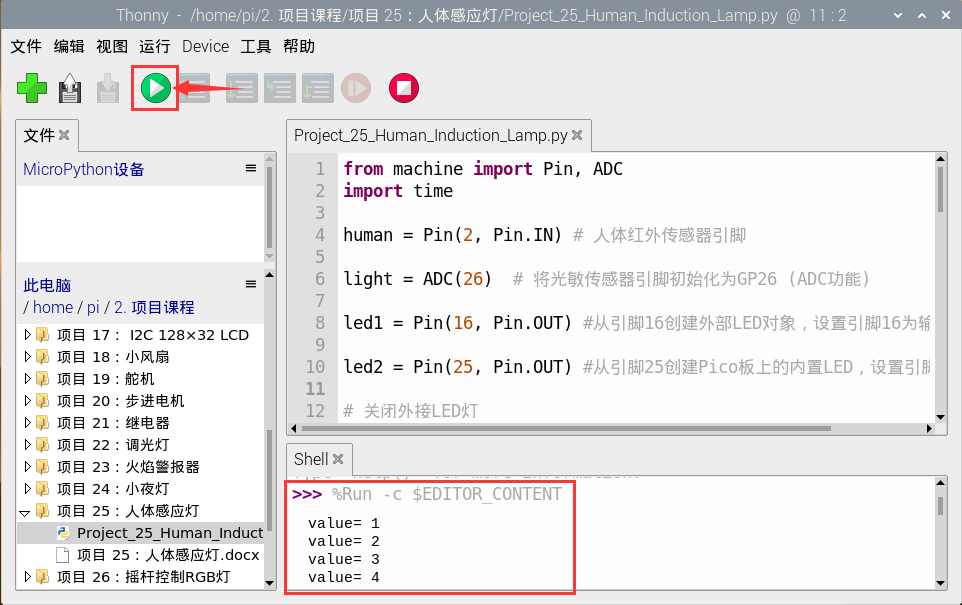 Thonny - /home/pi/2. 项目课程/项目 25：人体感应灯/Project_25_Human_Induction_Lamp.py @ 11 : 2
文件 编辑 视图 运行 Device 工具 帮助
文件
MicroPython设备
此电脑
/ home / pi / 2. 项目课程
项目 17： I2C 128×32 LCD
项目 18：小风扇
项目 19：舵机
项目 20：步进电机
项目 21：继电器
项目 22：调光灯
项目 23：火焰警报器
项目 24：小夜灯
项目 25：人体感应灯
Project_25_Human_Induct
项目 25：人体感应灯.docx
项目 26：摇杆控制RGB灯
Project_25_Human_Induction_Lamp.py
1 from machine import Pin, ADC
2 import time
3
4 human = Pin(2, Pin.IN) # 人体红外传感器引脚
5
6 light = ADC(26)  # 将光敏传感器引脚初始化为GP26 (ADC功能)
7
8 led1 = Pin(16, Pin.OUT) #从引脚16创建外部LED对象，设置引脚16为输
9
10 led2 = Pin(25, Pin.OUT) #从引脚25创建Pico板上的内置LED，设置引脚
11
12 # 关闭外接LED灯
Shell
>>> %Run -c $EDITOR_CONTENT
value= 1
value= 2
value= 3
value= 4